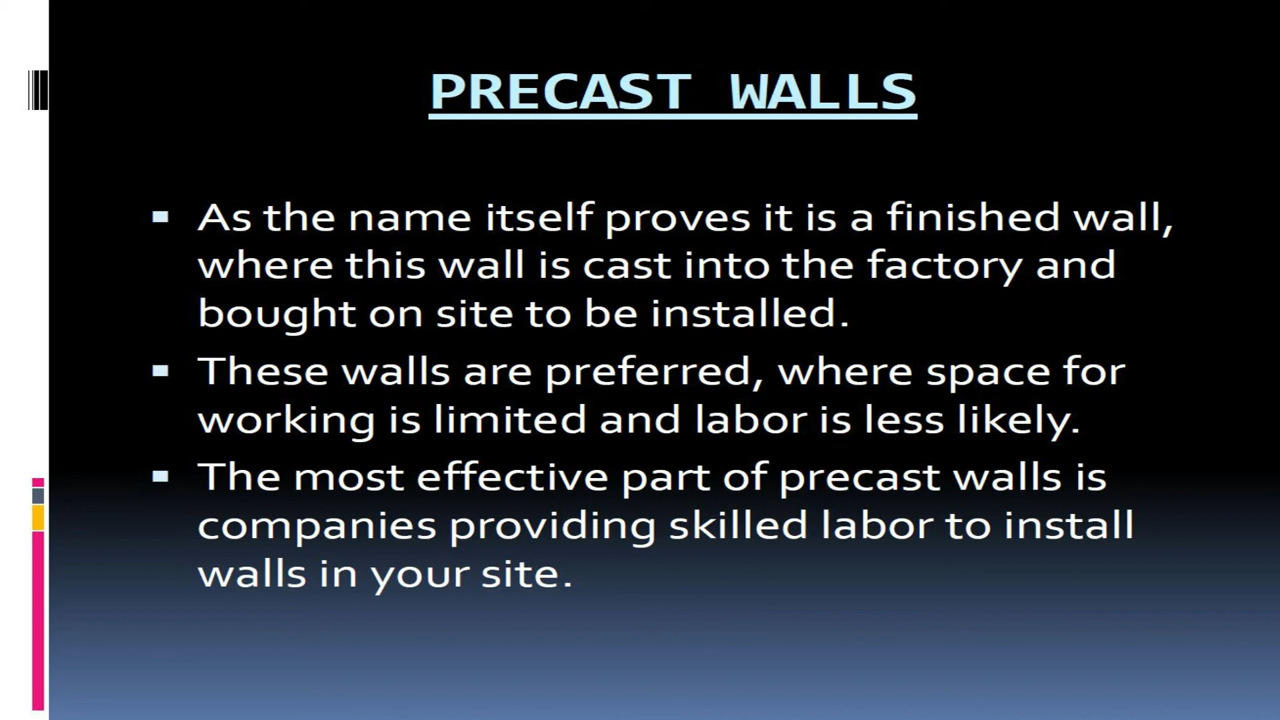 PRECAST WALLS
As the name itself proves it is a finished wall,
where this wall is cast into the factory and
bought on site to be installed.
These walls are preferred, where space for
working is limited and labor is less likely.
The most effective part of precast walls is
companies providing skilled labor to install
walls in your site.